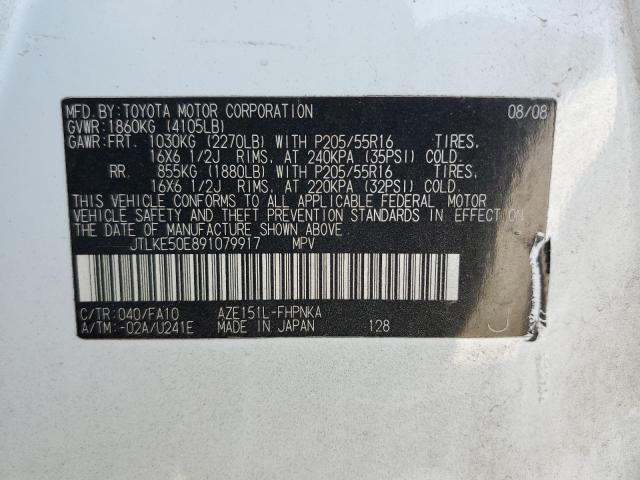 MFD.BY:TOYOTA MOTOR CORPORATION 08/08
GVWR:1860KG (4105LB)
GAWR:FRT. 1030KG (2270LB) WITH P205/55R16 TIRES,
16X6 1/2J RIMS, AT 240KPA (35PSI) COLD.
RR. 855KG (1880LB) WITH P205/55R16 TIRES,
16X6 1/2J RIMS, AT 220KPA (32PSI) COLD.
THIS VEHICLE CONFORMS TO ALL APPLICABLE FEDERAL MOTOR
VEHICLE SAFETY AND THEFT PREVENTION STANDARDS IN EFFECT ON
THE DATE OF MANUFACTURE SHOWN ABOVE.
JTLKE50E891079917 MPV
C/TR:040/FA10 AZE151L-FHPNKA
A/TM:-02A/U241E MADE IN JAPAN 128 J